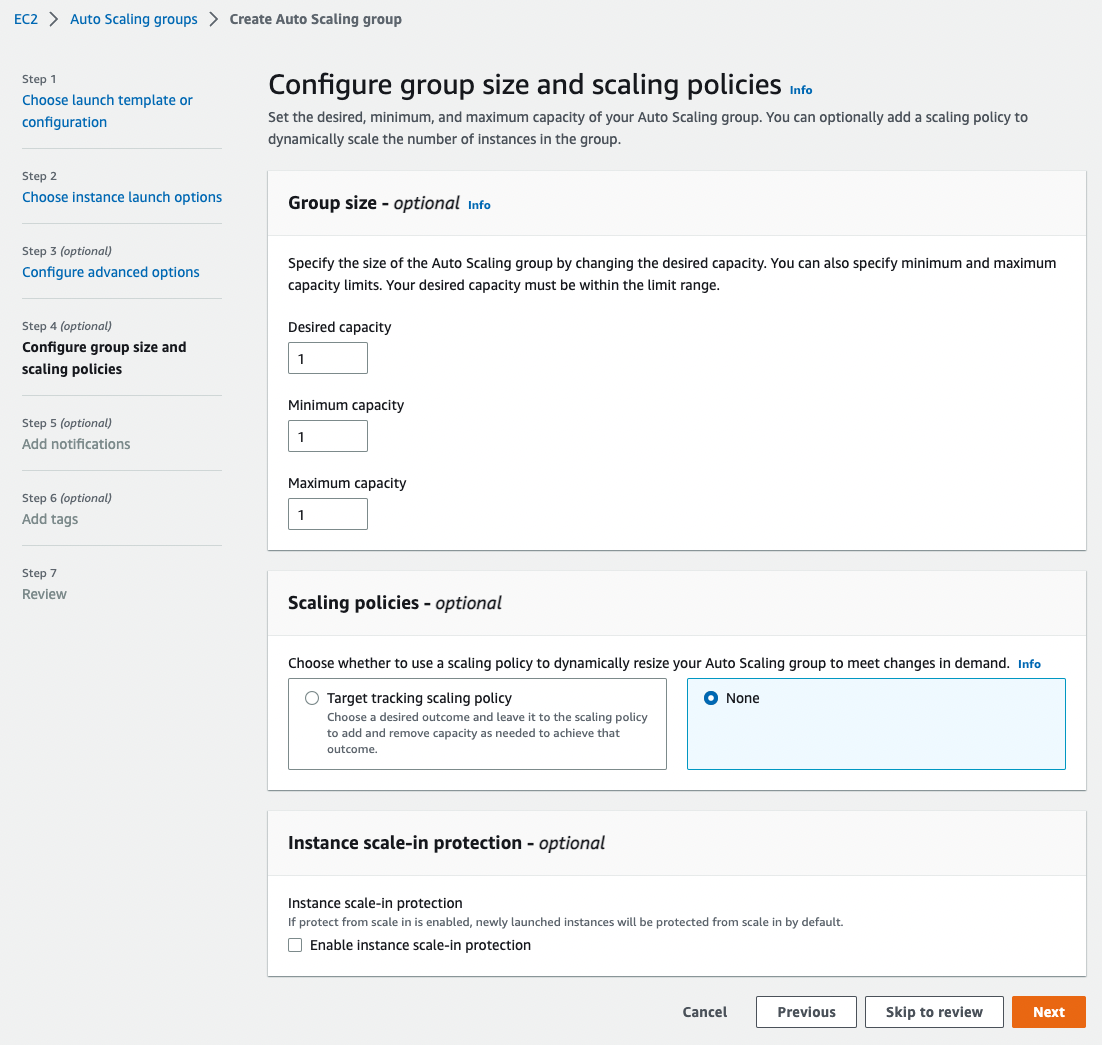 EC2 > Auto Scaling groups > Create Auto Scaling group
Step 1
Choose launch template or
configuration
Step 2
Choose instance launch options
Step 3 (optional)
Configure advanced options
Step 4 (optional)
Configure group size and
scaling policies
Step 5 (optional)
Add notifications
Step 6 (optional)
Add tags
Step 7
Review
Configure group size and scaling policies Info
Set the desired, minimum, and maximum capacity of your Auto Scaling group. You can optionally add a scaling policy to
dynamically scale the number of instances in the group.
Group size - optional Info
Specify the size of the Auto Scaling group by changing the desired capacity. You can also specify minimum and maximum
capacity limits. Your desired capacity must be within the limit range.
Desired capacity
1
Minimum capacity
1
Maximum capacity
1
Scaling policies - optional
Choose whether to use a scaling policy to dynamically resize your Auto Scaling group to meet changes in demand. Info
Target tracking scaling policy
Choose a desired outcome and leave it to the scaling policy
to add and remove capacity as needed to achieve that
outcome.
None
Instance scale-in protection - optional
Instance scale-in protection
If protect from scale in is enabled, newly launched instances will be protected from scale in by default.
Enable instance scale-in protection
Cancel
Previous
Skip to review
Next